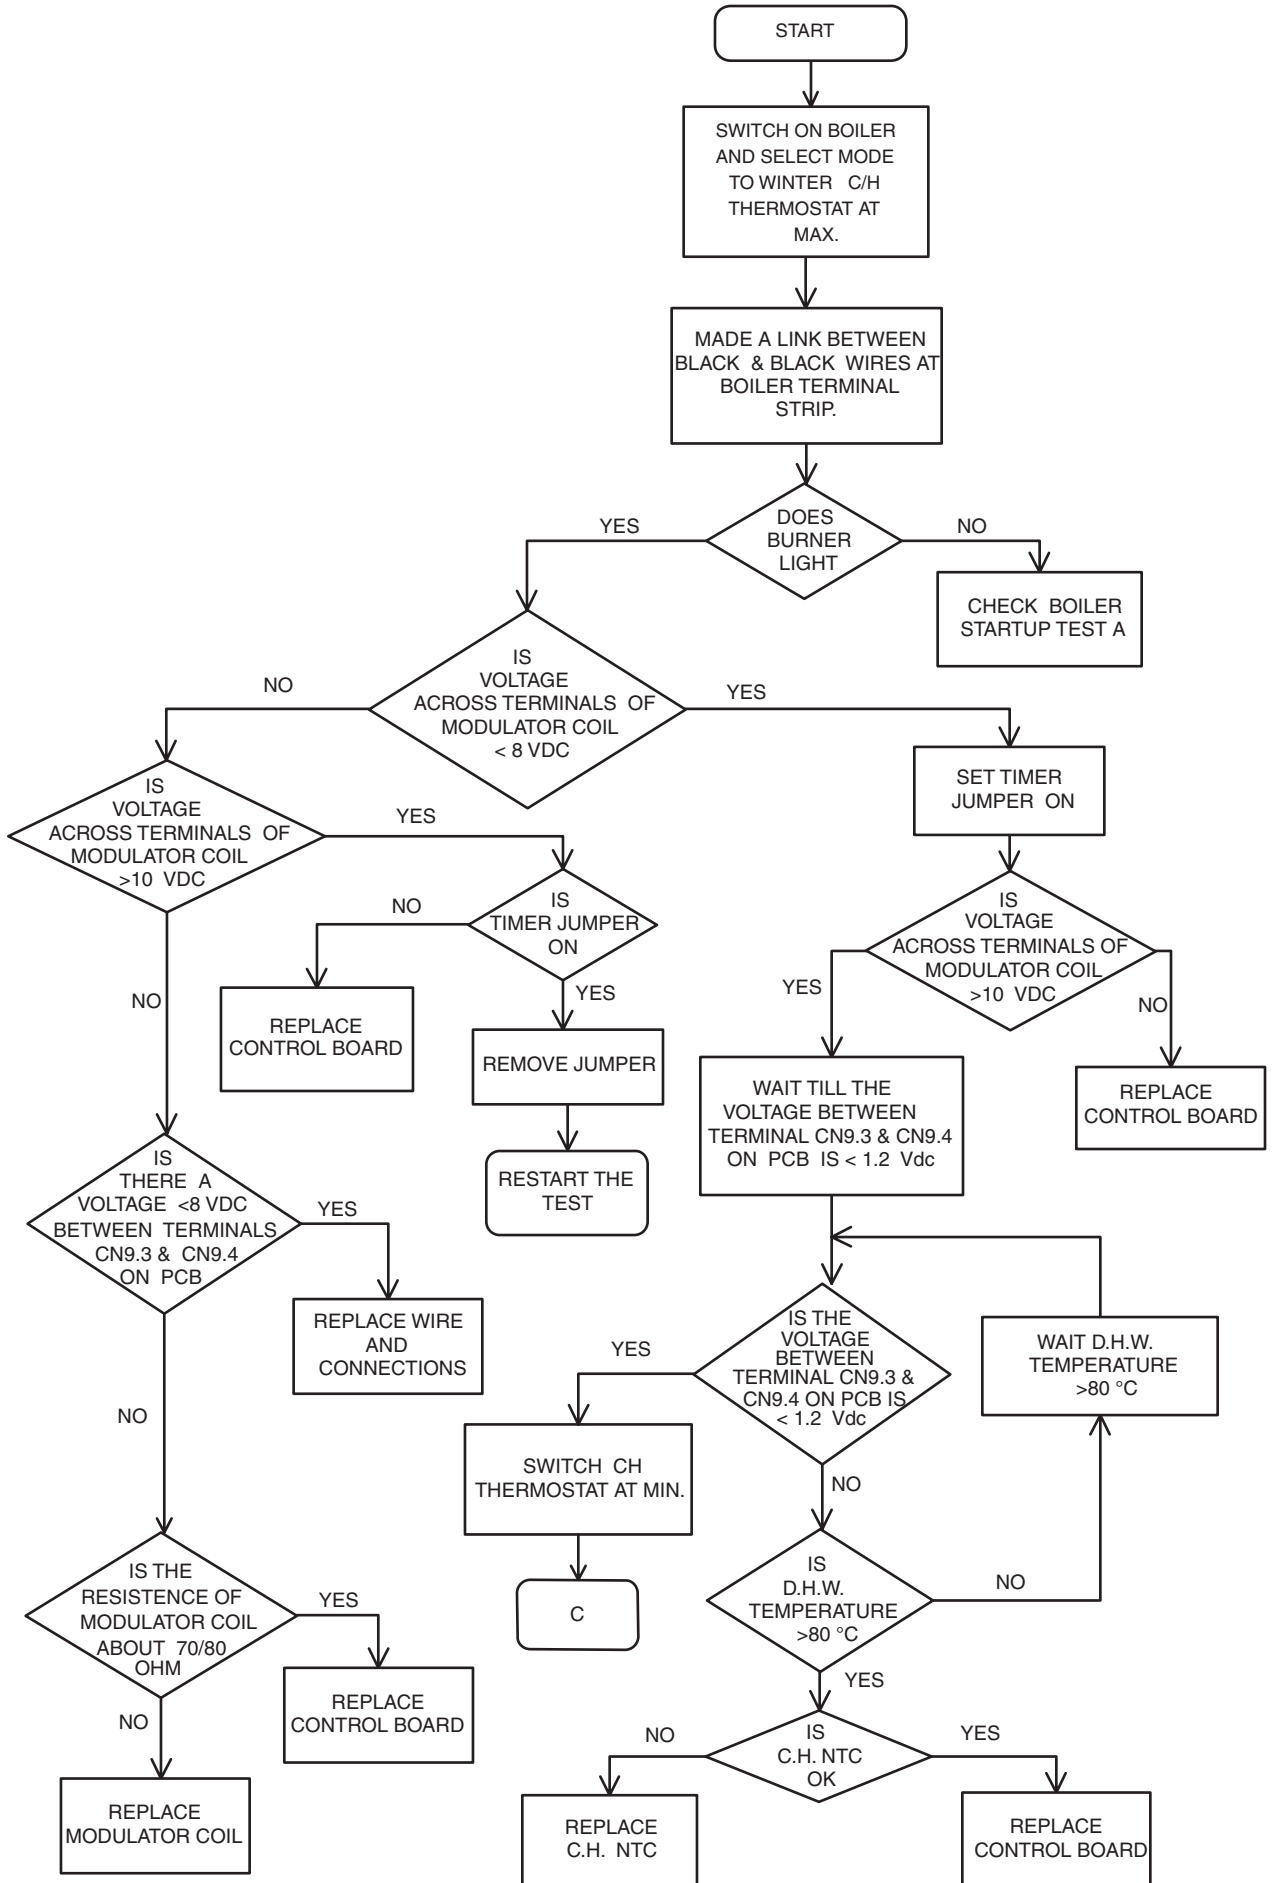 START
SWITCH ON BOILER
AND SELECT MODE
TO WINTER C/H
THERMOSTAT AT
MAX.
MADE A LINK BETWEEN
BLACK & BLACK WIRES AT
BOILER TERMINAL
STRIP.
DOES
BURNER
LIGHT
YES
NO
CHECK BOILER
STARTUP TEST A
IS
VOLTAGE
ACROSS TERMINALS OF
MODULATOR COIL
< 8 VDC
NO
YES
IS
VOLTAGE
ACROSS TERMINALS OF
MODULATOR COIL
>10 VDC
YES
NO
SET TIMER
JUMPER ON
IS
TIMER JUMPER
ON
NO
YES
REPLACE
CONTROL BOARD
REMOVE JUMPER
RESTART THE
TEST
IS
VOLTAGE
ACROSS TERMINALS OF
MODULATOR COIL
>10 VDC
YES
NO
WAIT TILL THE
VOLTAGE BETWEEN
TERMINAL CN9.3 & CN9.4
ON PCB IS < 1.2 Vdc
REPLACE
CONTROL BOARD
IS
THERE A
VOLTAGE <8 VDC
BETWEEN TERMINALS
CN9.3 & CN9.4
ON PCB
YES
NO
REPLACE WIRE
AND
CONNECTIONS
IS THE
VOLTAGE
BETWEEN
TERMINAL CN9.3 &
CN9.4 ON PCB IS
< 1.2 Vdc
YES
NO
WAIT D.H.W.
TEMPERATURE
>80 °C
SWITCH CH
THERMOSTAT AT MIN.
C
IS
D.H.W.
TEMPERATURE
>80 °C
NO
YES
IS THE
RESISTENCE OF
MODULATOR COIL
ABOUT 70/80
OHM
YES
NO
REPLACE
CONTROL BOARD
REPLACE
MODULATOR COIL
IS
C.H. NTC
OK
NO
YES
REPLACE
C.H. NTC
REPLACE
CONTROL BOARD